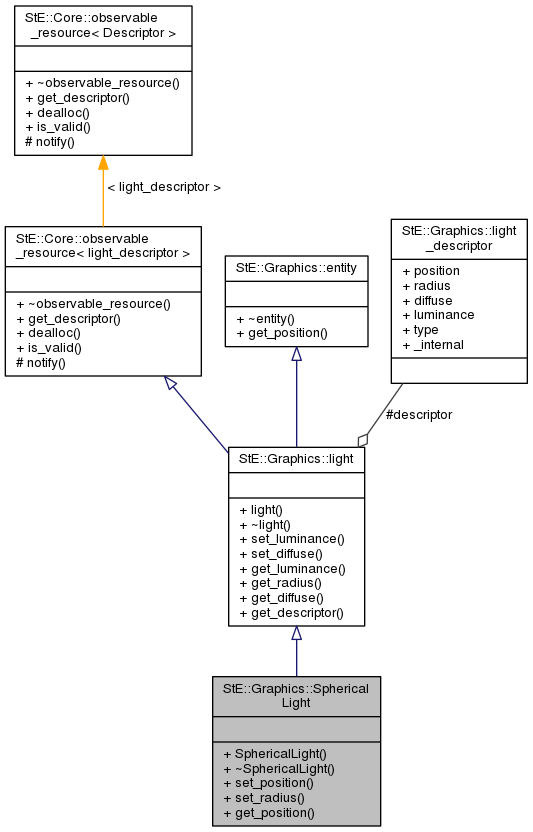 StE::Core::observable
_resource< Descriptor >
+ ~observable_resource()
+ get_descriptor()
+ dealloc()
+ is_valid()
# notify()
< light_descriptor >
StE::Core::observable
_resource< light_descriptor >
+ ~observable_resource()
+ get_descriptor()
+ dealloc()
+ is_valid()
# notify()
StE::Graphics::entity
+ ~entity()
+ get_position()
StE::Graphics::light
_descriptor
+ position
+ radius
+ diffuse
+ luminance
+ type
+ _internal
#descriptor
StE::Graphics::light
+ light()
+ ~light()
+ set_luminance()
+ set_diffuse()
+ get_luminance()
+ get_radius()
+ get_diffuse()
+ get_descriptor()
StE::Graphics::Spherical
Light
+ SphericalLight()
+ ~SphericalLight()
+ set_position()
+ set_radius()
+ get_position()